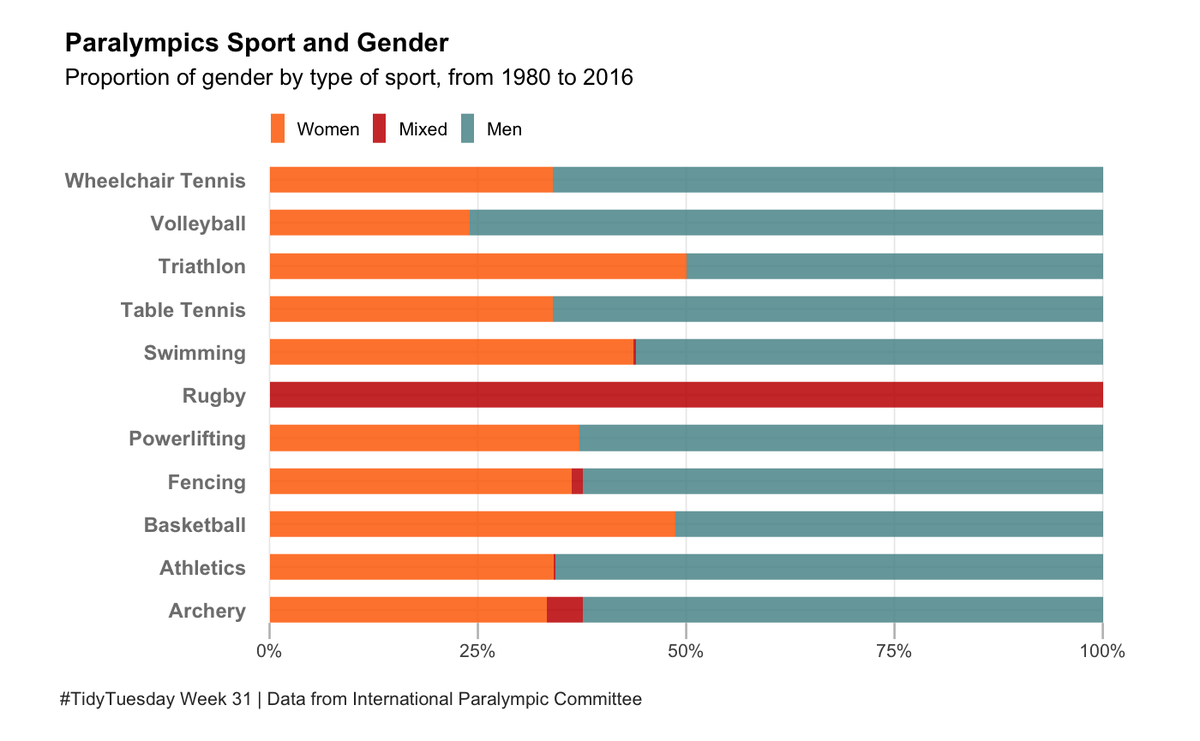 Paralympics Sport and Gender
Proportion of gender by type of sport, from 1980 to 2016
Women Mixed Men
Wheelchair Tennis
Volleyball
Triathlon
Table Tennis
Swimming
Rugby
Powerlifting
Fencing
Basketball
Athletics
Archery
0% 25% 50% 75% 100%
#TidyTuesday Week 31 | Data from International Paralympic Committee